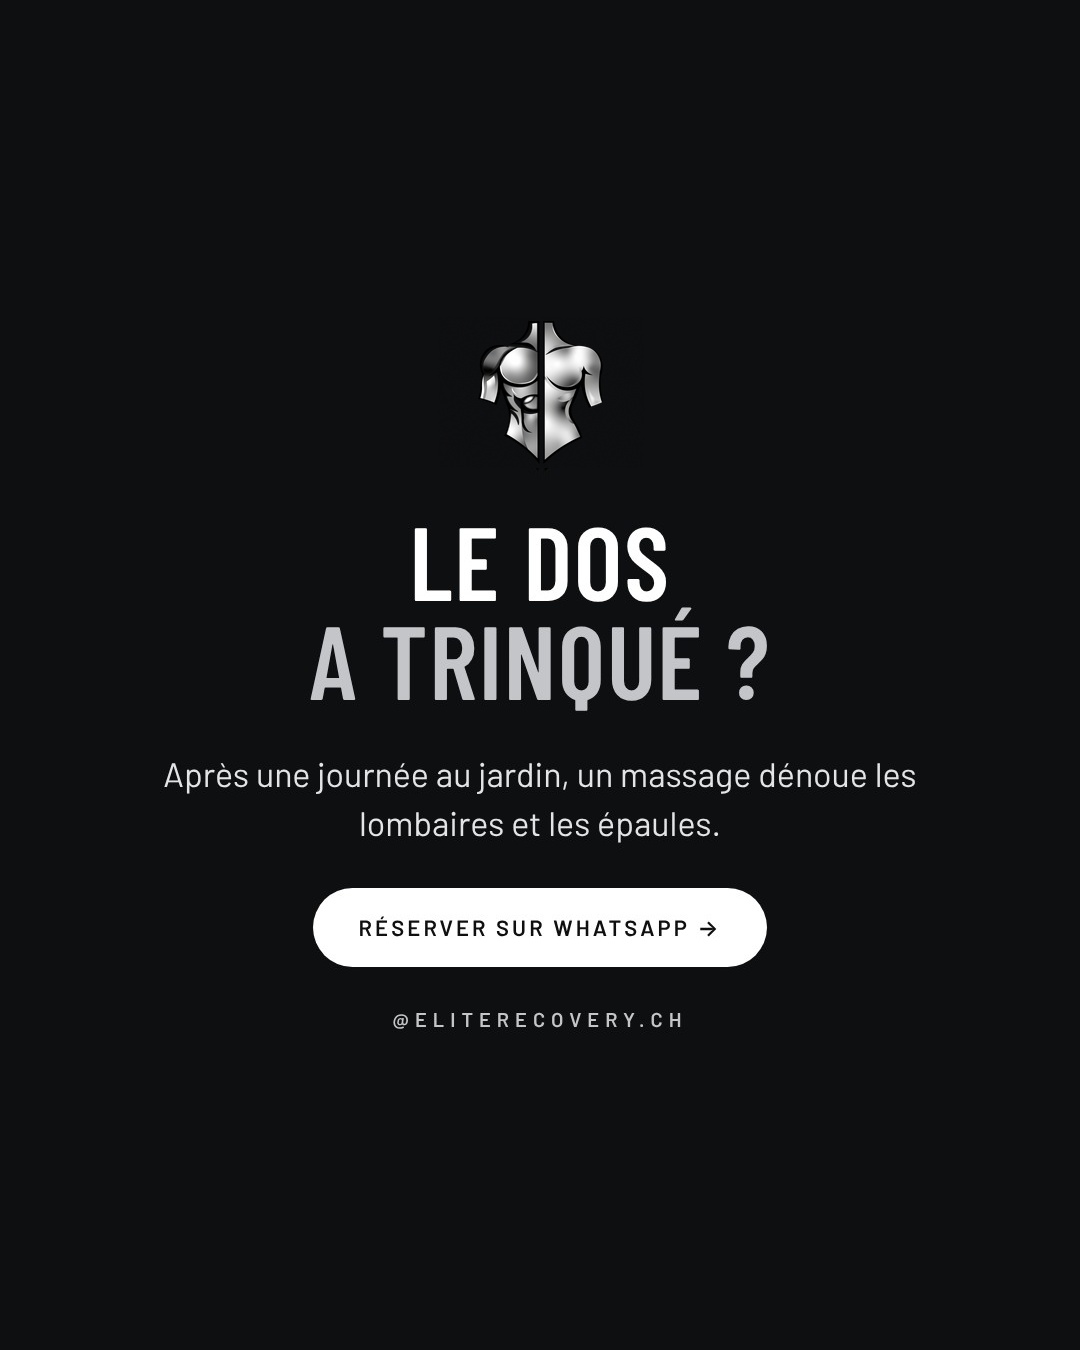 LE DOS
A TRINQUÉ ?
Après une journée au jardin, un massage dénoue les
lombaires et les épaules.
RÉSERVER SUR WHATSAPP →
@ELITERECOVERY.CH